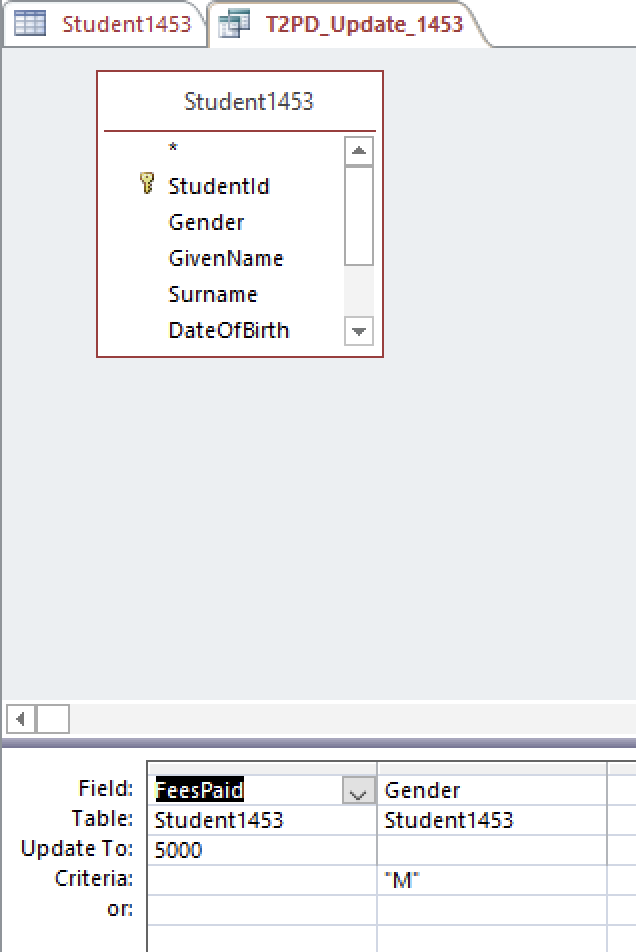 Student1453 T2PD_Update_1453
Student1453
*
StudentId
Gender
GivenName
Surname
DateOfBirth
Field: FeesPaid Gender
Table: Student1453 Student1453
Update To: 5000
Criteria: "M"
or: